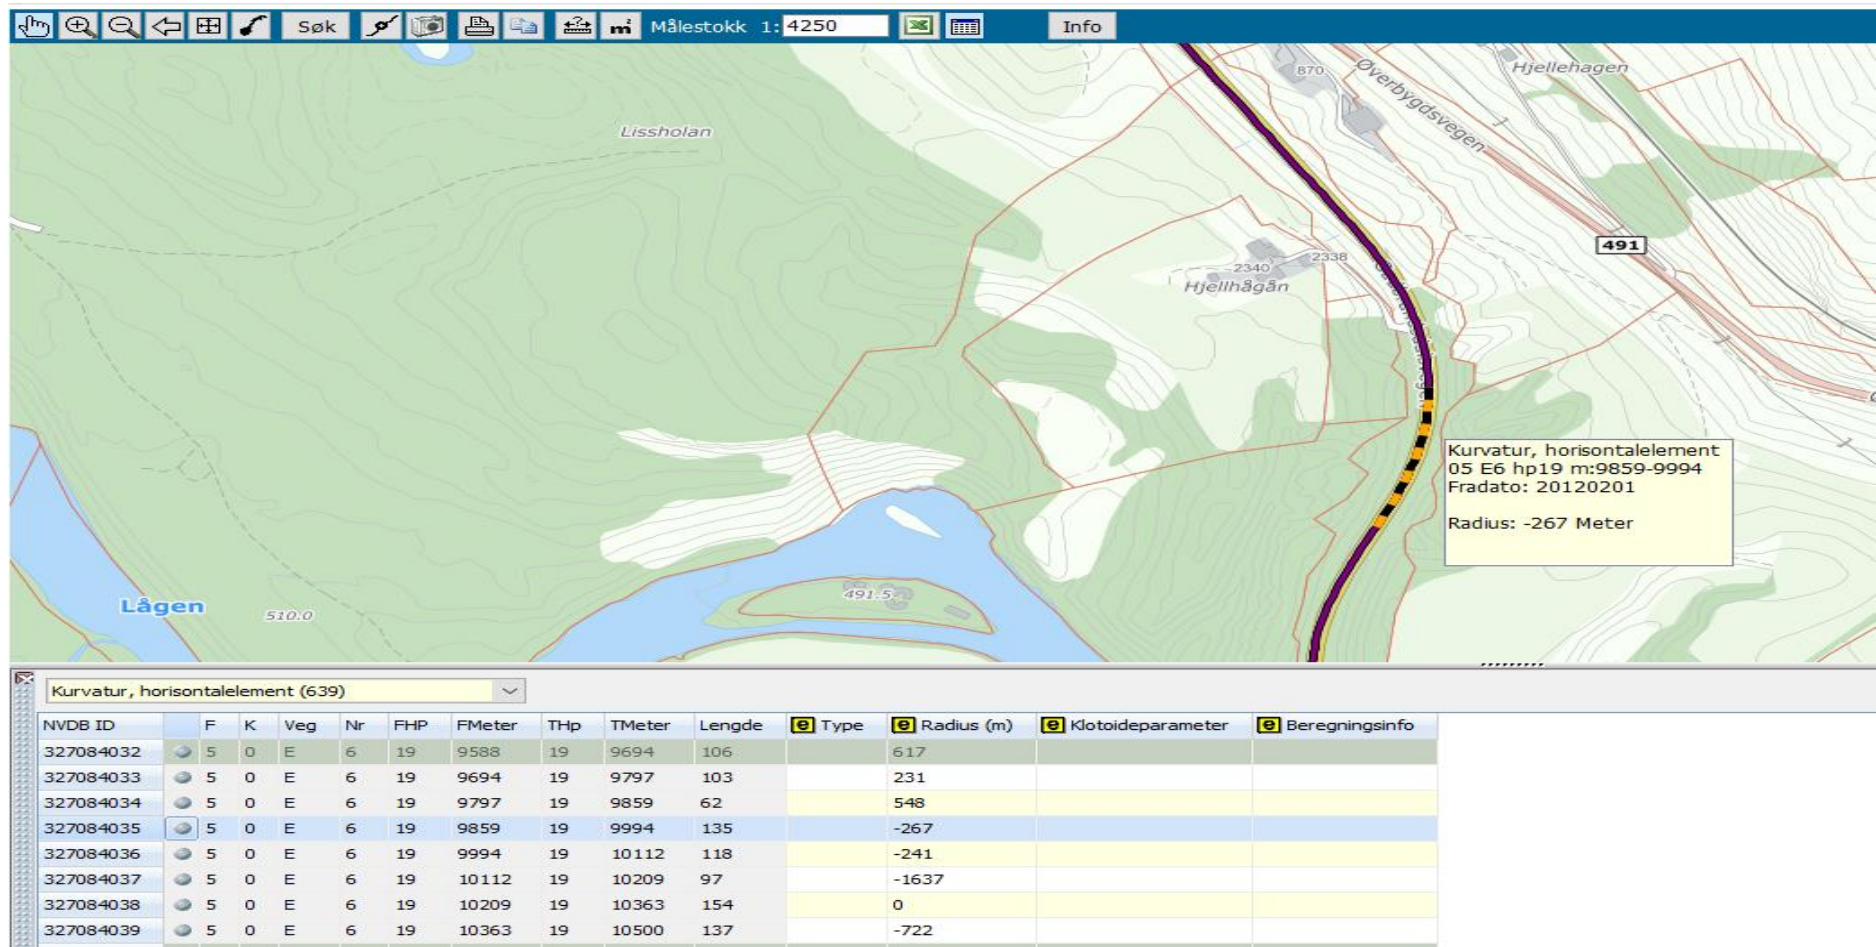 Søk
m²
Målestokk 1: 4250
Info
870
Øverbygdsvegen
Hjellehagen
Lissholan
491
2340
2338
Hjellhågån
Kurvatur, horisontalelement
05 E6 hp19 m:9859-9994
Fradato: 20120201
Radius: -267 Meter
Lågen
510.0
491.5
Kurvatur, horisontalelement (639)
NVDB ID F K Veg Nr FHP FMeter THp TMeter Lengde e Type e Radius (m) e Klotoideparameter e Beregningsinfo
327084032 5 0 E 6 19 9588 19 9694 106 617
327084033 5 0 E 6 19 9694 19 9797 103 231
327084034 5 0 E 6 19 9797 19 9859 62 548
327084035 5 0 E 6 19 9859 19 9994 135 -267
327084036 5 0 E 6 19 9994 19 10112 118 -241
327084037 5 0 E 6 19 10112 19 10209 97 -1637
327084038 5 0 E 6 19 10209 19 10363 154 0
327084039 5 0 E 6 19 10363 19 10500 137 -722